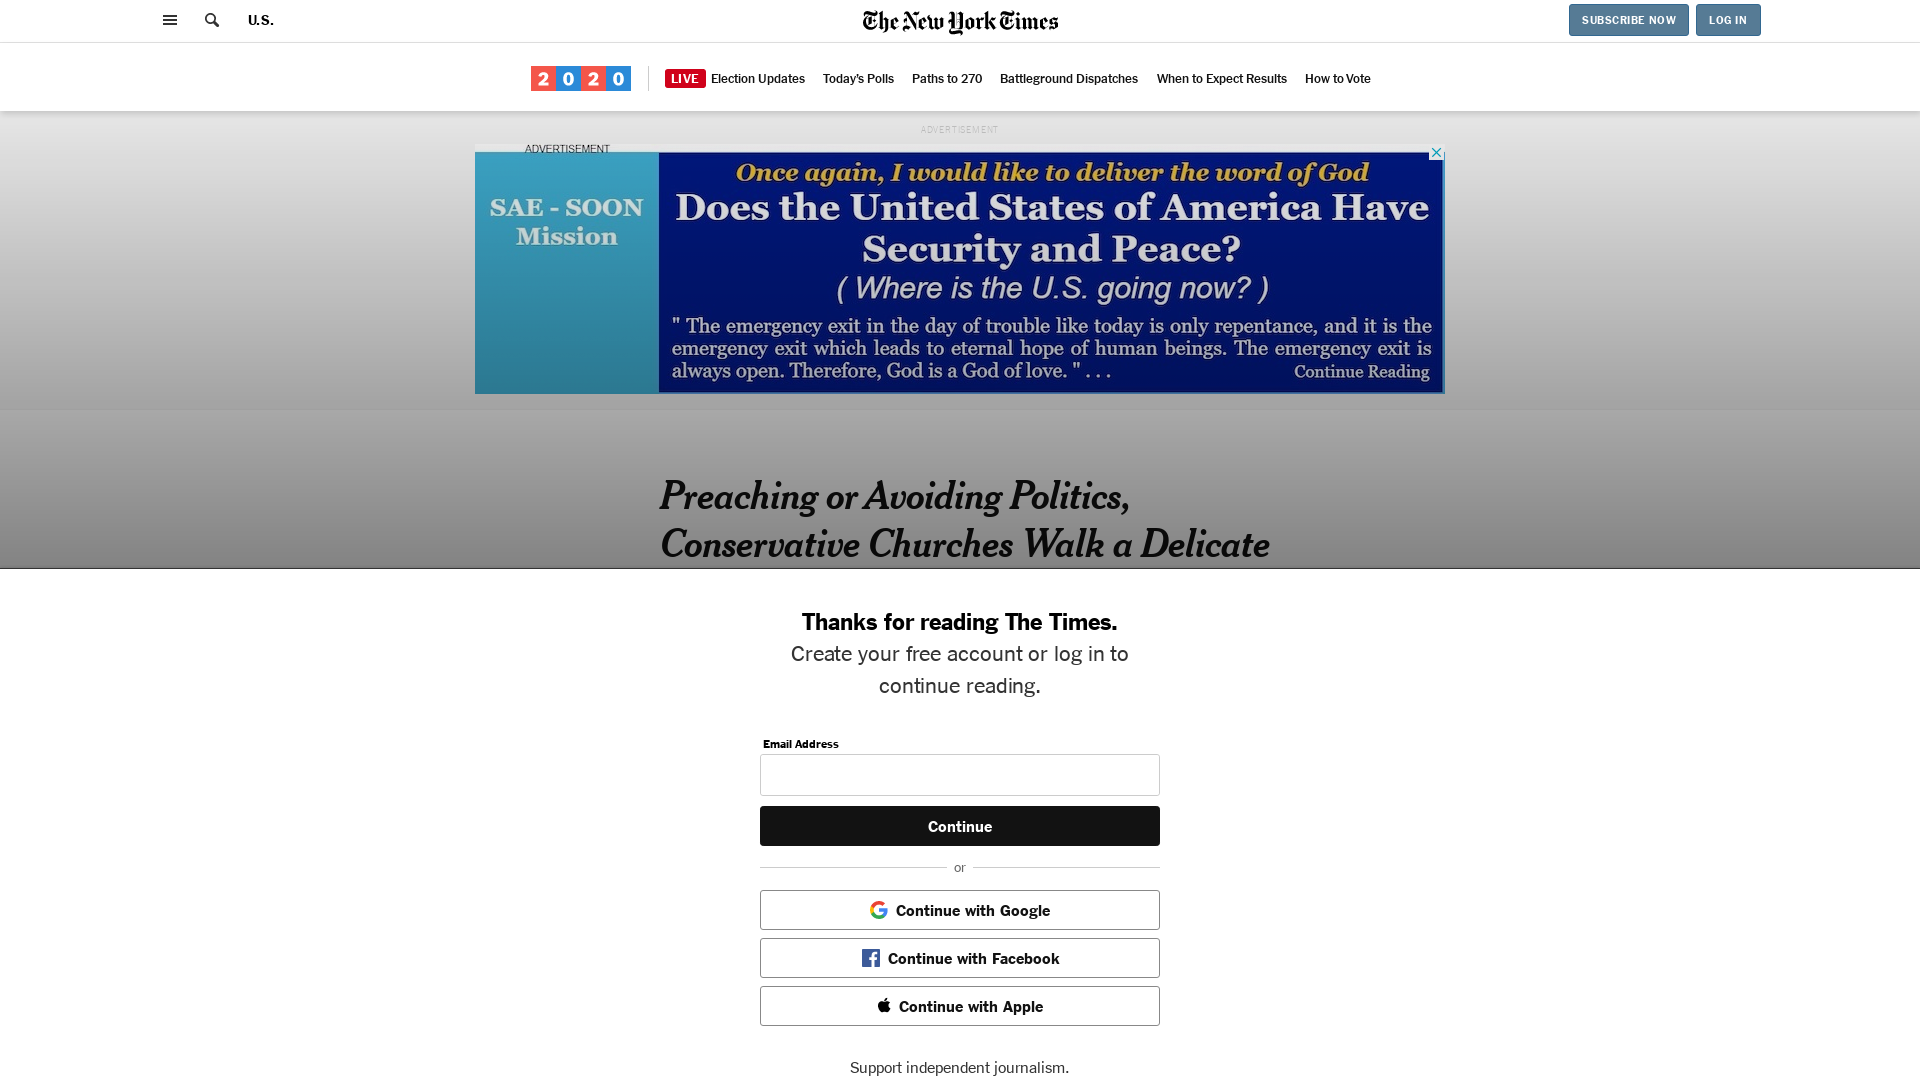 U.S.
The New York Times
SUBSCRIBE NOW
LOG IN
2020
LIVE Election Updates
Today's Polls
Paths to 270
Battleground Dispatches
When to Expect Results
How to Vote
ADVERTISEMENT
ADVERTISEMENT
SAE - SOON
Mission
Once again, I would like to deliver the word of God
Does the United States of America Have
Security and Peace?
( Where is the U.S. going now? )
" The emergency exit in the day of trouble like today is only repentance, and it is the
emergency exit which leads to eternal hope of human beings. The emergency exit is
always open. Therefore, God is a God of love. " . . .
Continue Reading
Preaching or Avoiding Politics,
Conservative Churches Walk a Delicate
Thanks for reading The Times.
Create your free account or log in to
continue reading.
Email Address
Continue
or
Continue with Google
Continue with Facebook
Continue with Apple
Support independent journalism.